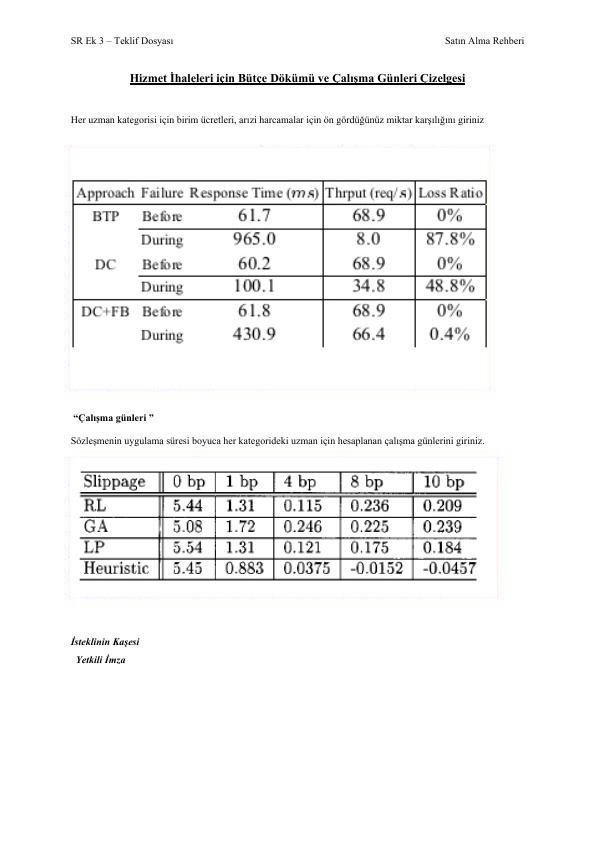 SR Ek 3 – Teklif Dosyası Satın Alma Rehberi
Hizmet İhaleleri için Bütçe Dökümü ve Çalışma Günleri Çizelgesi
Her uzman kategorisi için birim ücretleri, arızi harcamalar için ön gördüğünüz miktar karşılığını giriniz
Approach Failure Response Time (ms) Thrput (req/s) Loss Ratio
BTP Before 61.7 68.9 0%
During 965.0 8.0 87.8%
DC Before 60.2 68.9 0%
During 100.1 34.8 48.8%
DC+FB Before 61.8 68.9 0%
During 430.9 66.4 0.4%
“Çalışma günleri ”
Sözleşmenin uygulama süresi boyuca her kategorideki uzman için hesaplanan çalışma günlerini giriniz.
Slippage 0 bp 1 bp 4 bp 8 bp 10 bp
RL 5.44 1.31 0.115 0.236 0.209
GA 5.08 1.72 0.246 0.225 0.239
LP 5.54 1.31 0.121 0.175 0.184
Heuristic 5.45 0.883 0.0375 -0.0152 -0.0457
İsteklinin Kaşesi
Yetkili İmza